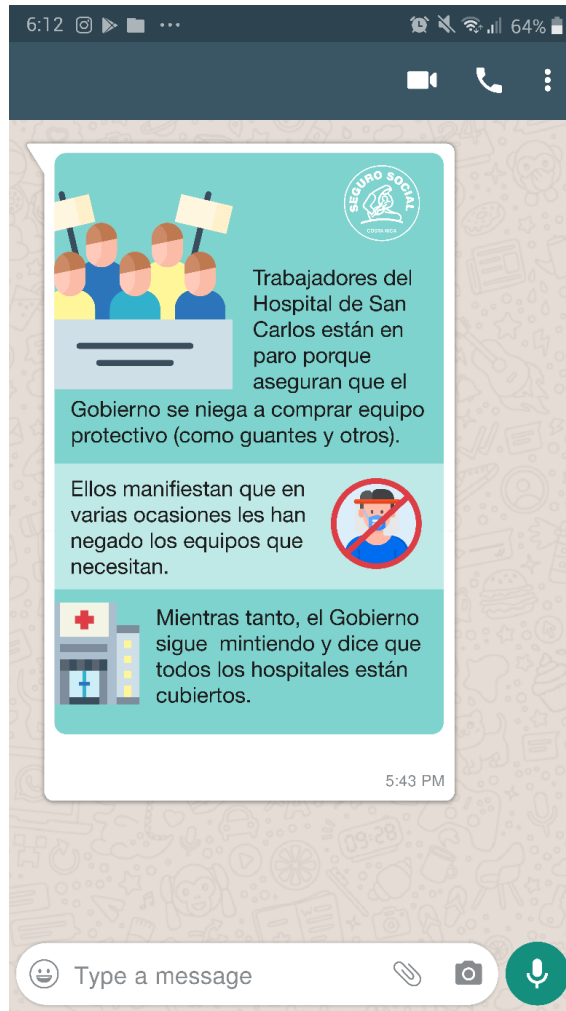 6:12
64%
SEGURO SOCIAL
COSTA RICA
Trabajadores del
Hospital de San
Carlos están en
paro porque
aseguran que el
Gobierno se niega a comprar equipo
protectivo (como guantes y otros).
Ellos manifiestan que en
varias ocasiones les han
negado los equipos que
necesitan.
Mientras tanto, el Gobierno
sigue mintiendo y dice que
todos los hospitales están
cubiertos.
5:43 PM
09:28
Type a message